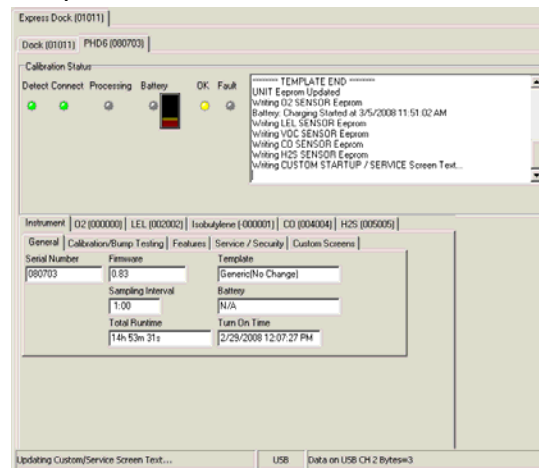 Express Dock (01011)
Dock (01011) PHD6 (000703)
Calibration Status
Detect Connect Processing Battery OK Fault
******** TEMPLATE END ********
UNIT Eeprom Updated
Writing O2 SENSOR Eeprom
Battery: Charging Started at 3/5/2008 11:51:02 AM
Writing LEL SENSOR Eeprom
Writing VOC SENSOR Eeprom
Writing CO SENSOR Eeprom
Writing H2S SENSOR Eeprom
Writing CUSTOM STARTUP / SERVICE Screen Text...
Instrument O2 (000000) LEL (002002) Isobutylene (-000001) CO (004004) H2S (005005)
General Calibration/Bump Testing Features Service / Security Custom Screens
Serial Number Firmware Template
080703 0.83 Generic(No Change)
Sampling Interval Battery
1:00 N/A
Total Runtime Turn On Time
14h 53m 31s 2/29/2008 12:07:27 PM
Updating Custom/Service Screen Text... USB Data on USB CH 2 Bytes=3